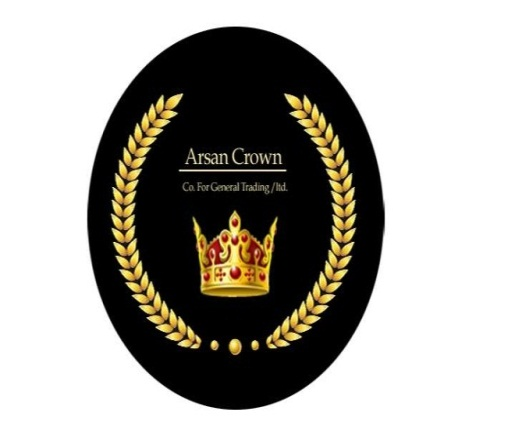 Arsan Crown
Co. For General Trading /ltd.